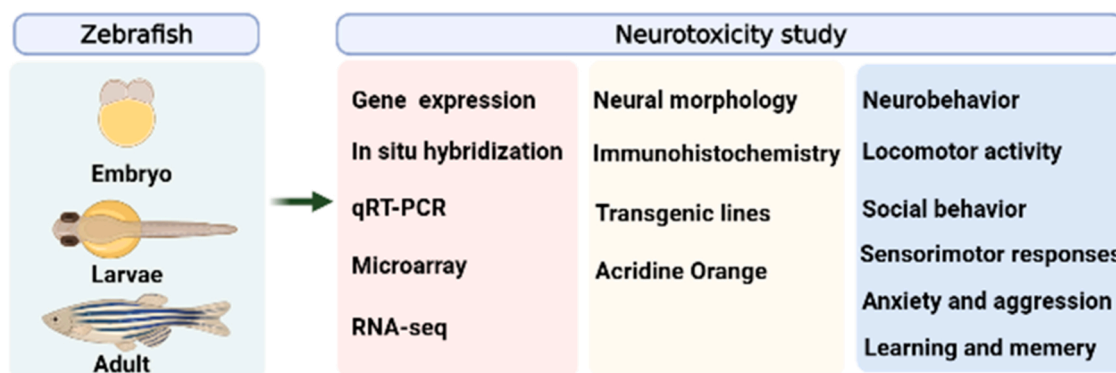 Zebrafish
Embryo
Larvae
Adult
Neurotoxicity study
Gene expression
In situ hybridization
qRT-PCR
Microarray
RNA-seq
Neural morphology
Immunohistochemistry
Transgenic lines
Acridine Orange
Neurobehavior
Locomotor activity
Social behavior
Sensorimotor responses
Anxiety and aggression
Learning and memery